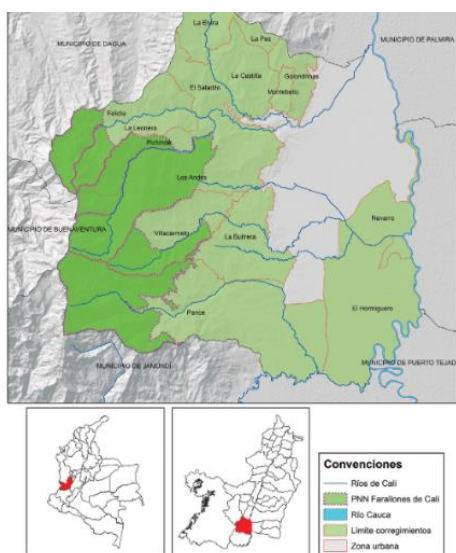 La Elvira
La Paz
MUNICIPIO DE DAGUA
MUNICIPIO DE PALMIRA
La Castilla
Golondrinas
El Saladito
Montebello
Felidia
La Leonera
Pichindé
Los Andes
Navarro
MUNICIPIO DE BUENAVENTURA
Villacarmelo
La Buitrera
El Hormiguero
Pance
MUNICIPIO DE JAMUNDÍ
MUNICIPIO DE PUERTO TEJAD
Convenciones
Ríos de Cali
PNN Farallones de Cali
Río Cauca
Limite corregimientos
Zona urbana